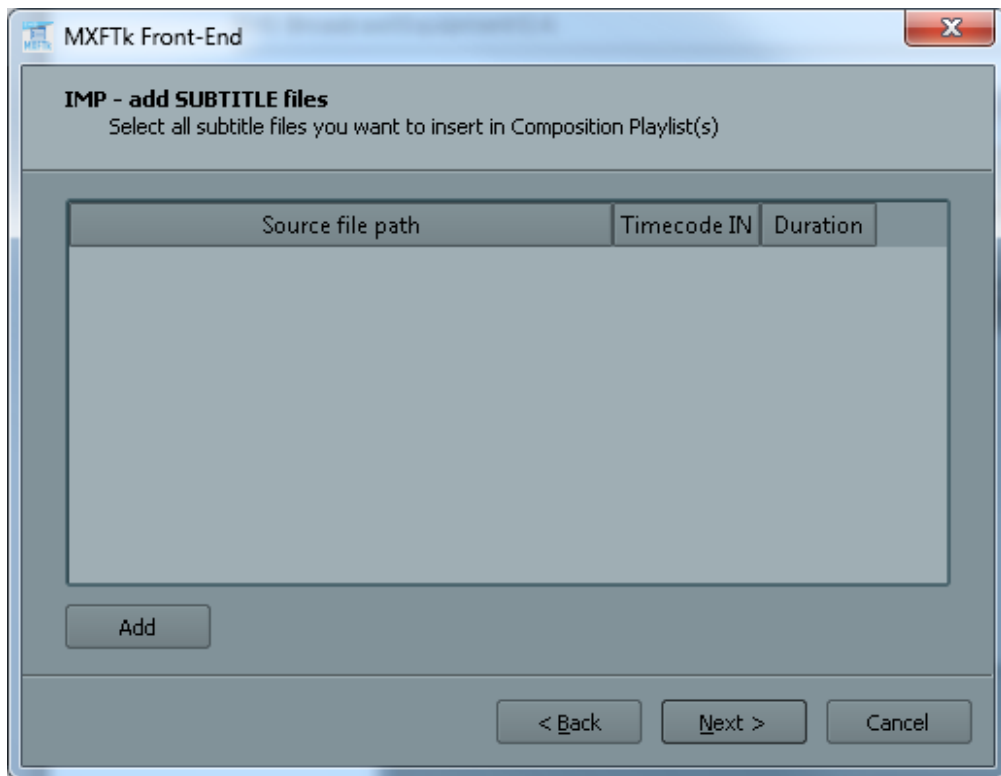 MXFTk Front-End
IMP - add SUBTITLE files
Select all subtitle files you want to insert in Composition Playlist(s)
Source file path Timecode IN Duration
Add
< Back Next > Cancel